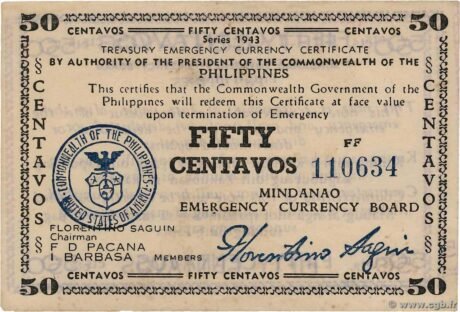 50 CENTAVOS FIFTY CENTAVOS CENTAVOS 50
Series 1943
TREASURY EMERGENCY CURRENCY CERTIFICATE
BY AUTHORITY OF THE PRESIDENT OF THE COMMONWEALTH OF THE
PHILIPPINES
This certifies that the Commonwealth Government of the
Philippines will redeem this Certificate at face value
upon termination of Emergency
CENTAVOS
FIFTY
CENTAVOS
FF
110634
CENTAVOS
COMMONWEALTH OF THE PHILIPPINES
UNITED STATES OF AMERICA
MINDANAO
EMERGENCY CURRENCY BOARD
FLORENTINO SAGUIN
Chairman
F D PACANA
I BARBASA MEMBERS
Florentino Saguin
50 CENTAVOS FIFTY CENTAVOS CENTAVOS 50
© www.cgb.fr